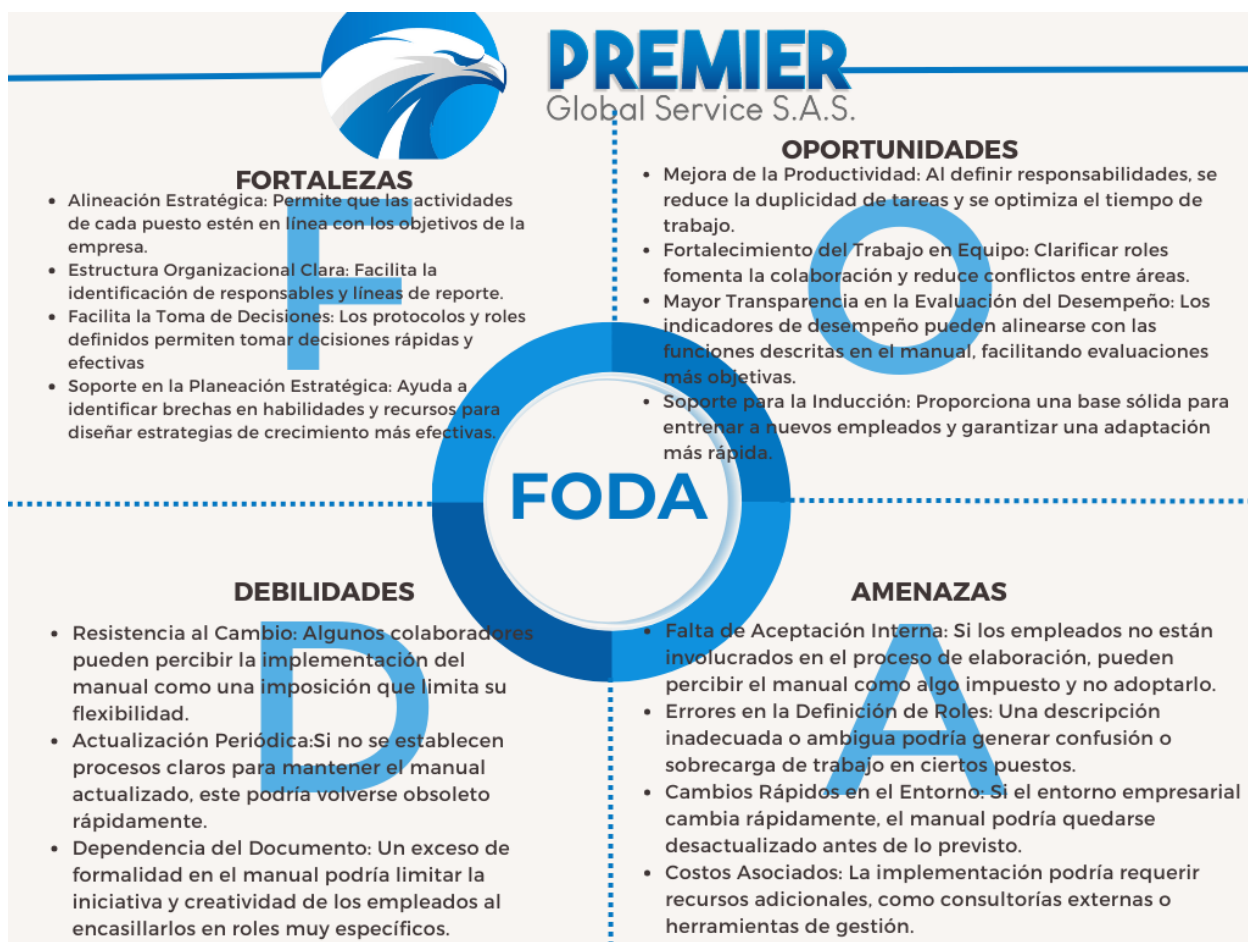 PREMIER
Global Service S.A.S.
FORTALEZAS
• Alineación Estratégica: Permite que las actividades
de cada puesto estén en línea con los objetivos de la
empresa.
• Estructura Organizacional Clara: Facilita la
identificación de responsables y líneas de reporte.
• Facilita la Toma de Decisiones: Los protocolos y roles
definidos permiten tomar decisiones rápidas y
efectivas
• Soporte en la Planeación Estratégica: Ayuda a
identificar brechas en habilidades y recursos para
diseñar estrategias de crecimiento más efectivas.
F
OPORTUNIDADES
• Mejora de la Productividad: Al definir responsabilidades, se
reduce la duplicidad de tareas y se optimiza el tiempo de
trabajo.
• Fortalecimiento del Trabajo en Equipo: Clarificar roles
fomenta la colaboración y reduce conflictos entre áreas.
• Mayor Transparencia en la Evaluación del Desempeño: Los
indicadores de desempeño pueden alinearse con las
funciones descritas en el manual, facilitando evaluaciones
más objetivas.
• Soporte para la Inducción: Proporciona una base sólida para
entrenar a nuevos empleados y garantizar una adaptación
más rápida.
O
FODA
DEBILIDADES
• Resistencia al Cambio: Algunos colaboradores
pueden percibir la implementación del
manual como una imposición que limita su
flexibilidad.
• Actualización Periódica:Si no se establecen
procesos claros para mantener el manual
actualizado, este podría volverse obsoleto
rápidamente.
• Dependencia del Documento: Un exceso de
formalidad en el manual podría limitar la
iniciativa y creatividad de los empleados al
encasillarlos en roles muy específicos.
D
AMENAZAS
• Falta de Aceptación Interna: Si los empleados no están
involucrados en el proceso de elaboración, pueden
percibir el manual como algo impuesto y no adoptarlo.
• Errores en la Definición de Roles: Una descripción
inadecuada o ambigua podría generar confusión o
sobrecarga de trabajo en ciertos puestos.
• Cambios Rápidos en el Entorno: Si el entorno empresarial
cambia rápidamente, el manual podría quedarse
desactualizado antes de lo previsto.
• Costos Asociados: La implementación podría requerir
recursos adicionales, como consultorías externas o
herramientas de gestión.
A